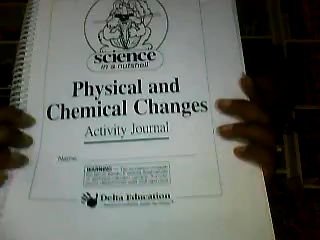 science
in a nutshell
Physical and
Chemical Changes
Activity Journal
Name:
WARNING
Delta Education